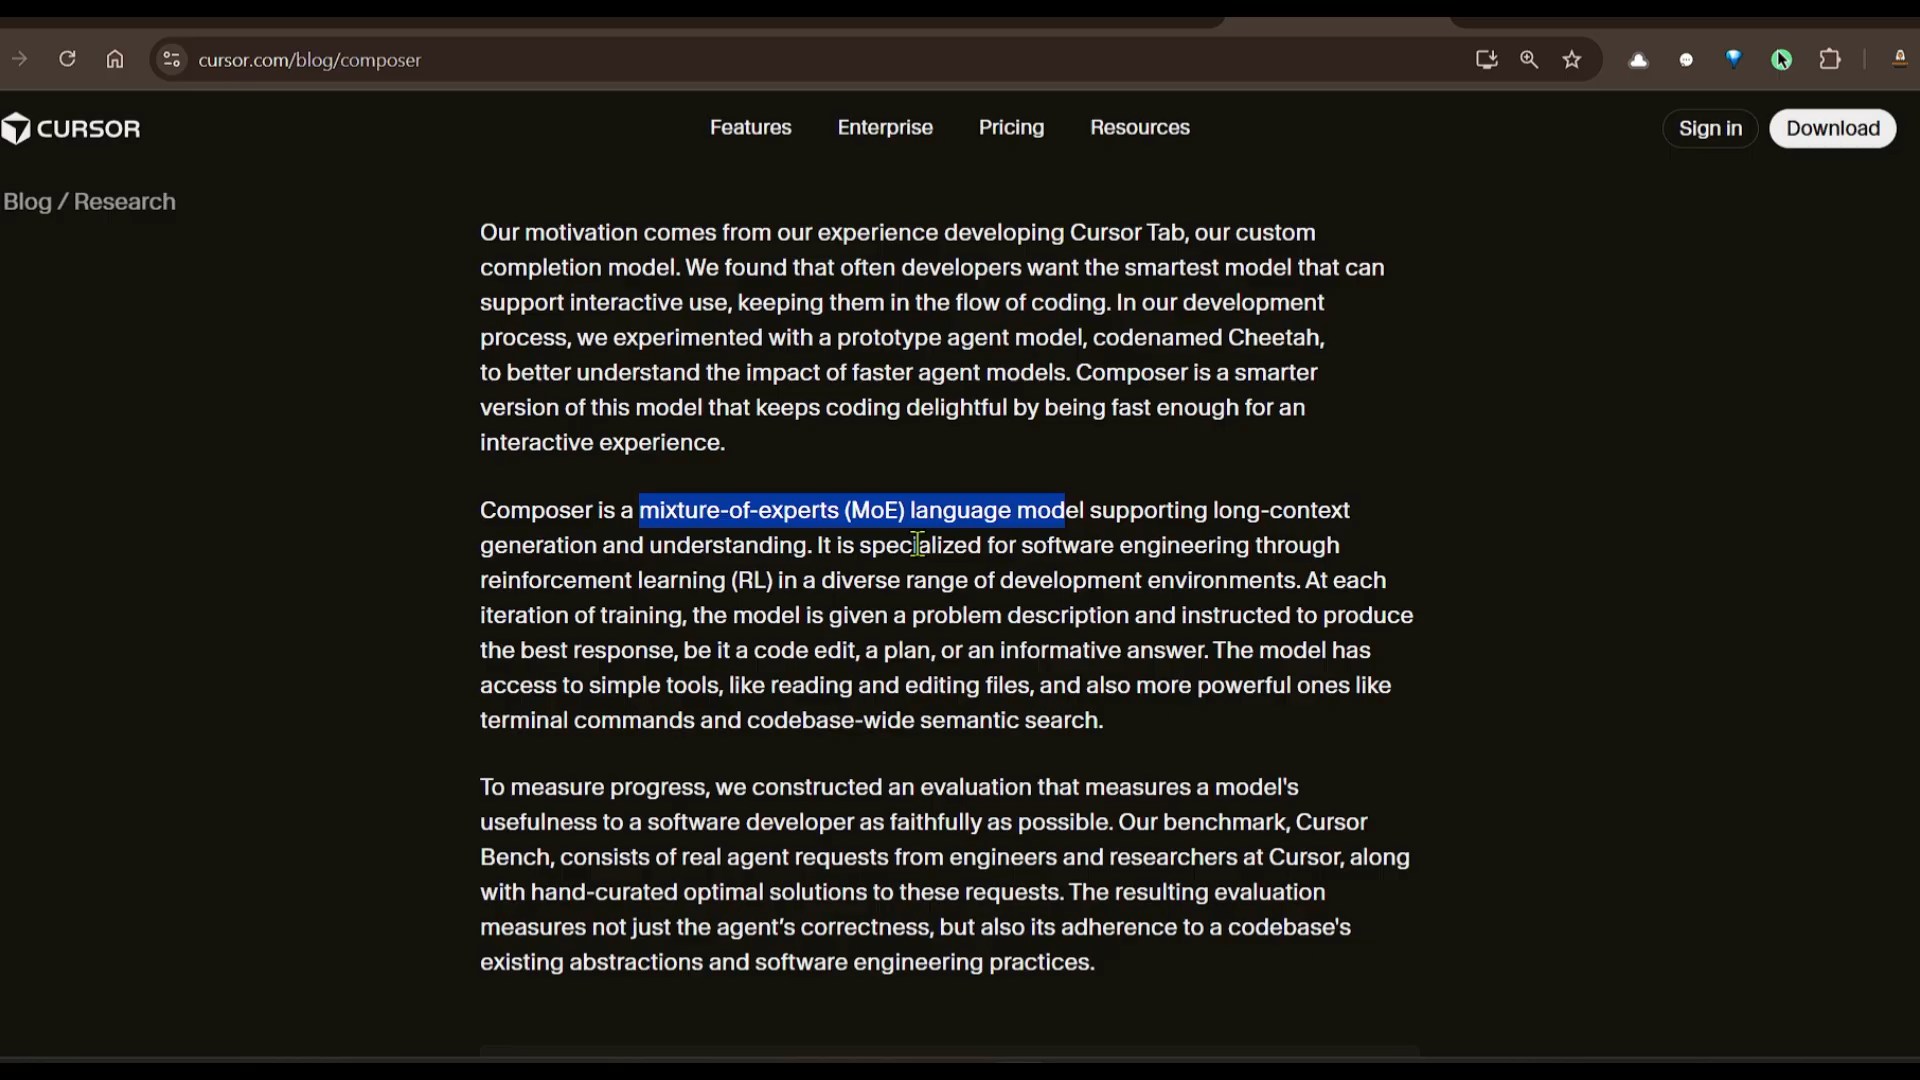 cursor.com/blog/composer
CURSOR
Features
Enterprise
Pricing
Resources
Sign in
Download
Blog / Research
Our motivation comes from our experience developing Cursor Tab, our custom
completion model. We found that often developers want the smartest model that can
support interactive use, keeping them in the flow of coding. In our development
process, we experimented with a prototype agent model, codenamed Cheetah,
to better understand the impact of faster agent models. Composer is a smarter
version of this model that keeps coding delightful by being fast enough for an
interactive experience.
Composer is a mixture-of-experts (MoE) language model supporting long-context
generation and understanding. It is specialized for software engineering through
reinforcement learning (RL) in a diverse range of development environments. At each
iteration of training, the model is given a problem description and instructed to produce
the best response, be it a code edit, a plan, or an informative answer. The model has
access to simple tools, like reading and editing files, and also more powerful ones like
terminal commands and codebase-wide semantic search.
To measure progress, we constructed an evaluation that measures a model's
usefulness to a software developer as faithfully as possible. Our benchmark, Cursor
Bench, consists of real agent requests from engineers and researchers at Cursor, along
with hand-curated optimal solutions to these requests. The resulting evaluation
measures not just the agent’s correctness, but also its adherence to a codebase's
existing abstractions and software engineering practices.